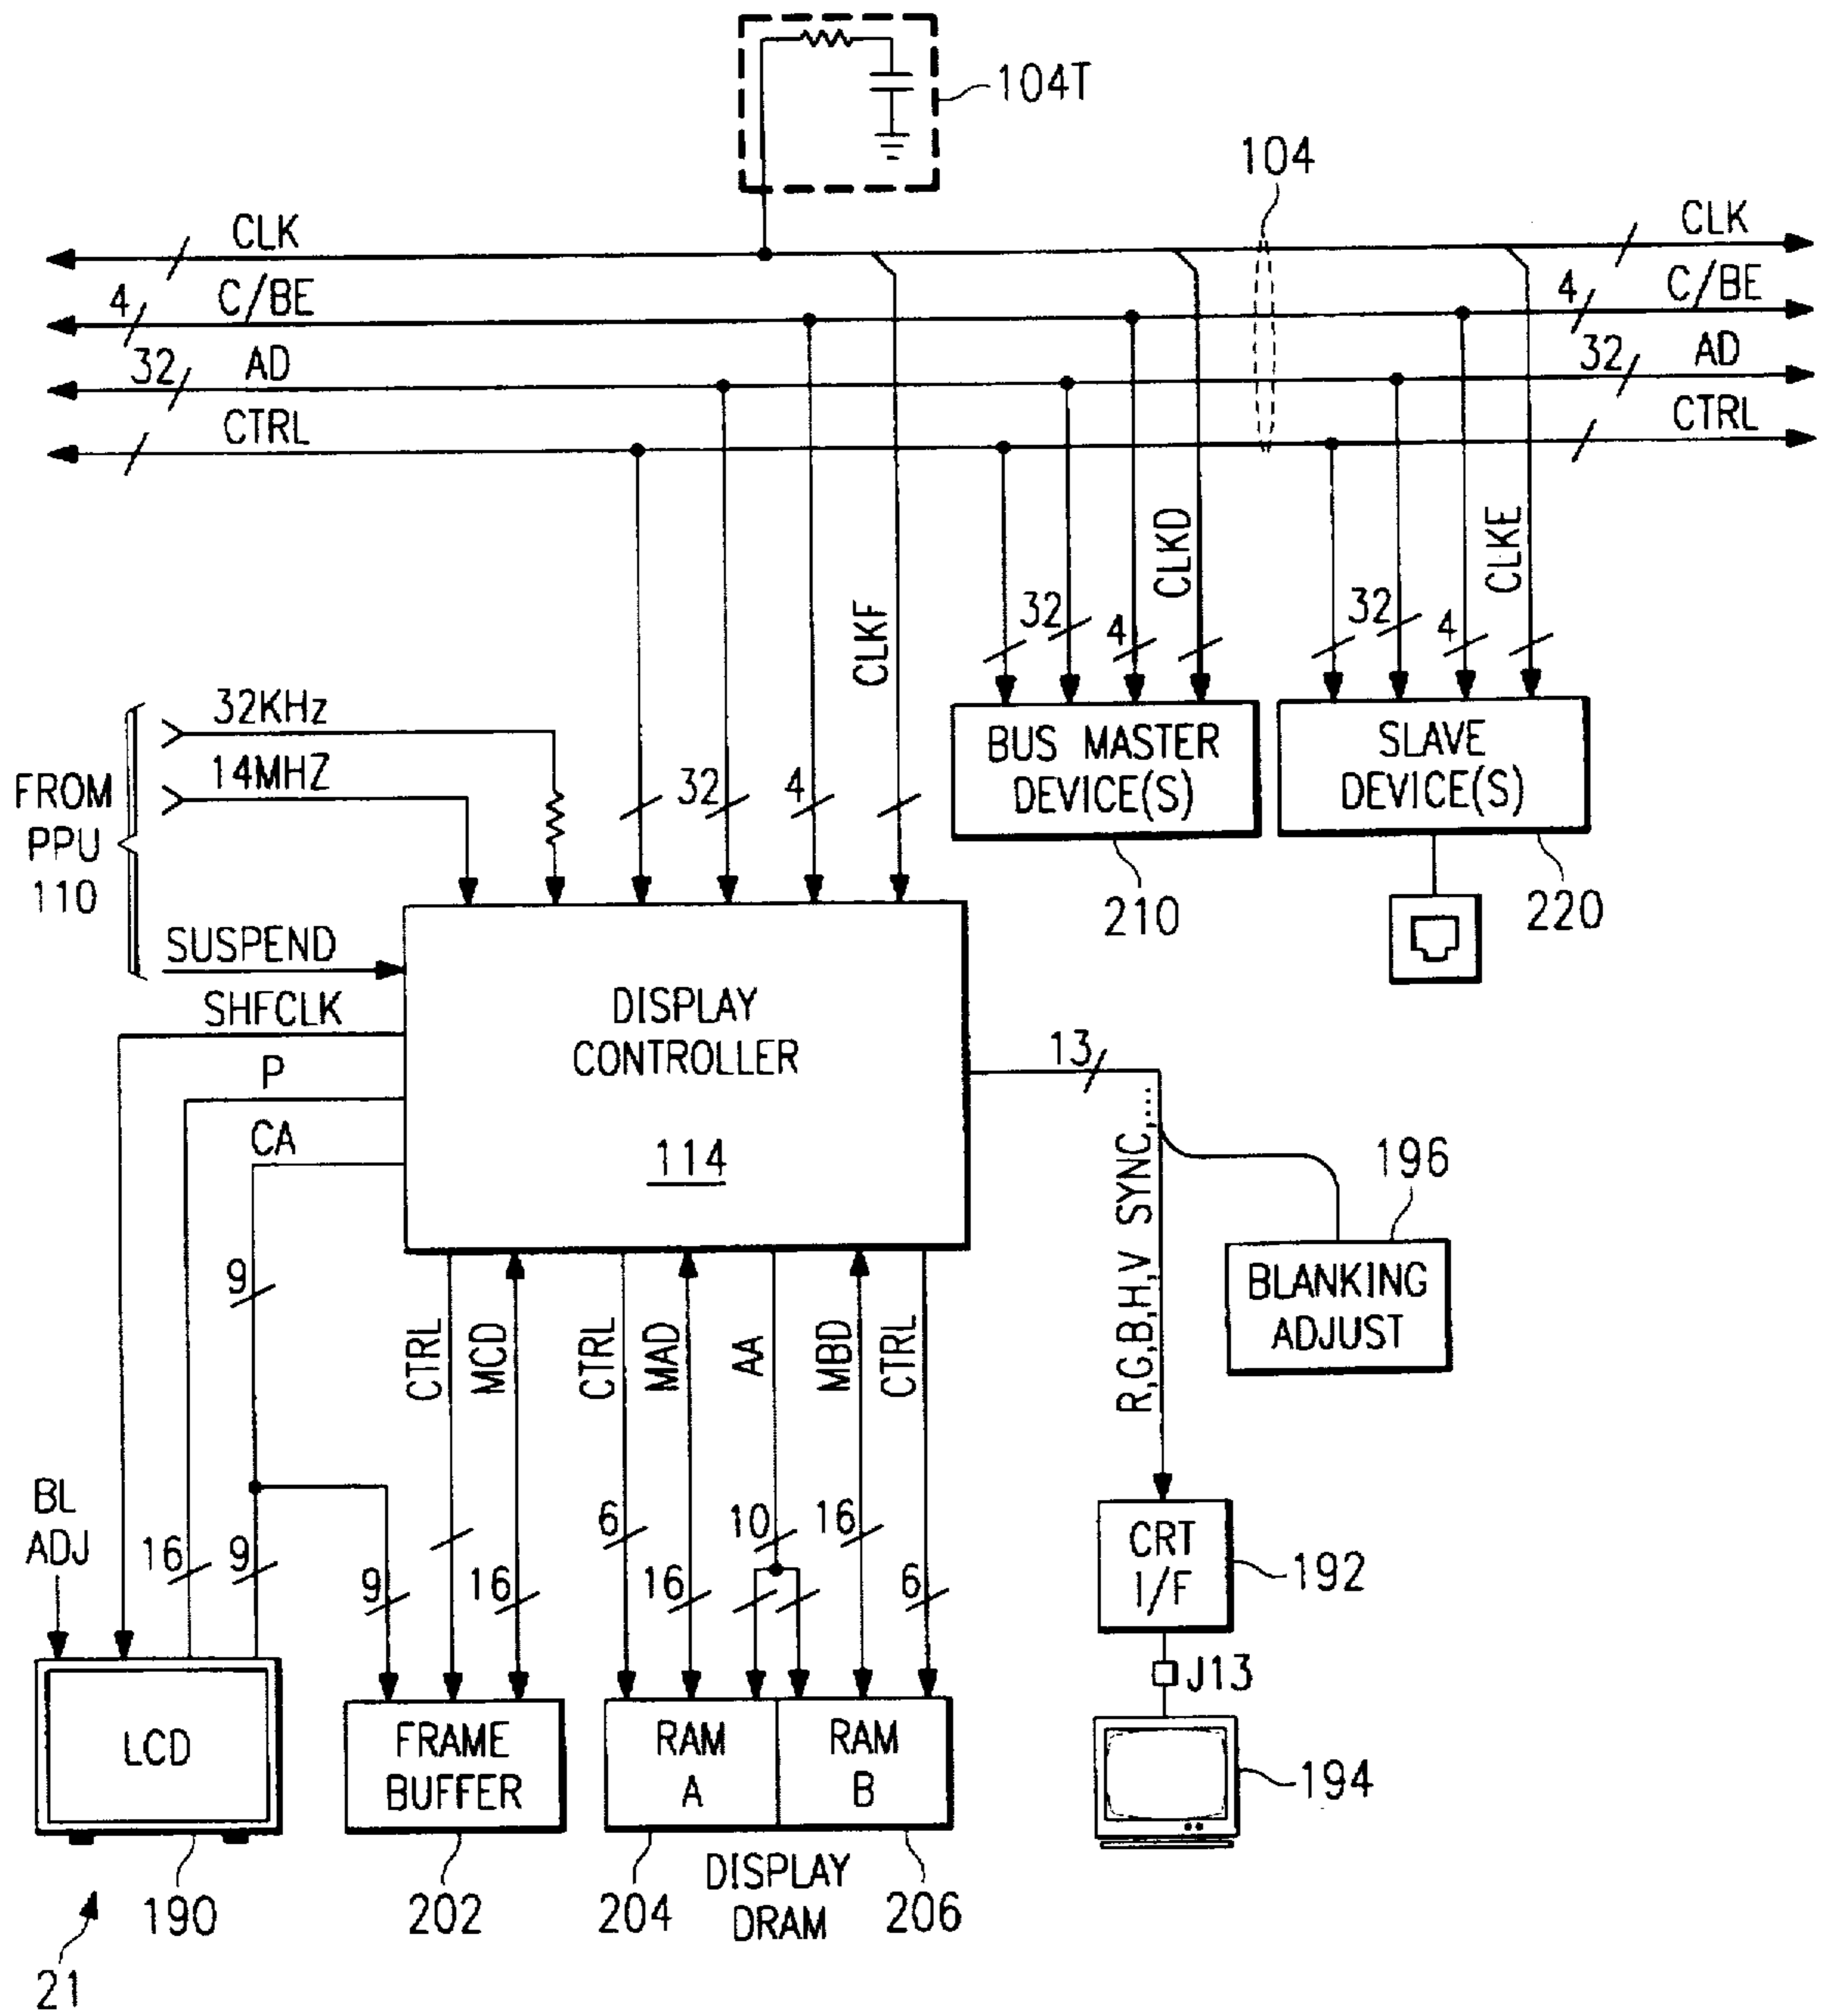 104T
104
CLK
CLK
4
C/BE
4
C/BE
32
AD
32
AD
CTRL
CTRL
CLKF
32
4
CLKD
32
4
CLKE
FROM
PPU
110
32KHz
14MHZ
32
4
BUS MASTER
DEVICE(S)
210
SLAVE
DEVICE(S)
220
SUSPEND
SHFCLK
P
CA
DISPLAY
CONTROLLER
114
13
R,G,B,H,V SYNC,...
196
BLANKING
ADJUST
9
CTRL
MCD
CTRL
MAD
AA
MBD
CTRL
BL
ADJ
16
9
9
16
6
16
10
16
6
CRT
I/F
192
J13
194
LCD
190
21
FRAME
BUFFER
202
RAM
A
RAM
B
204
DISPLAY
DRAM
206